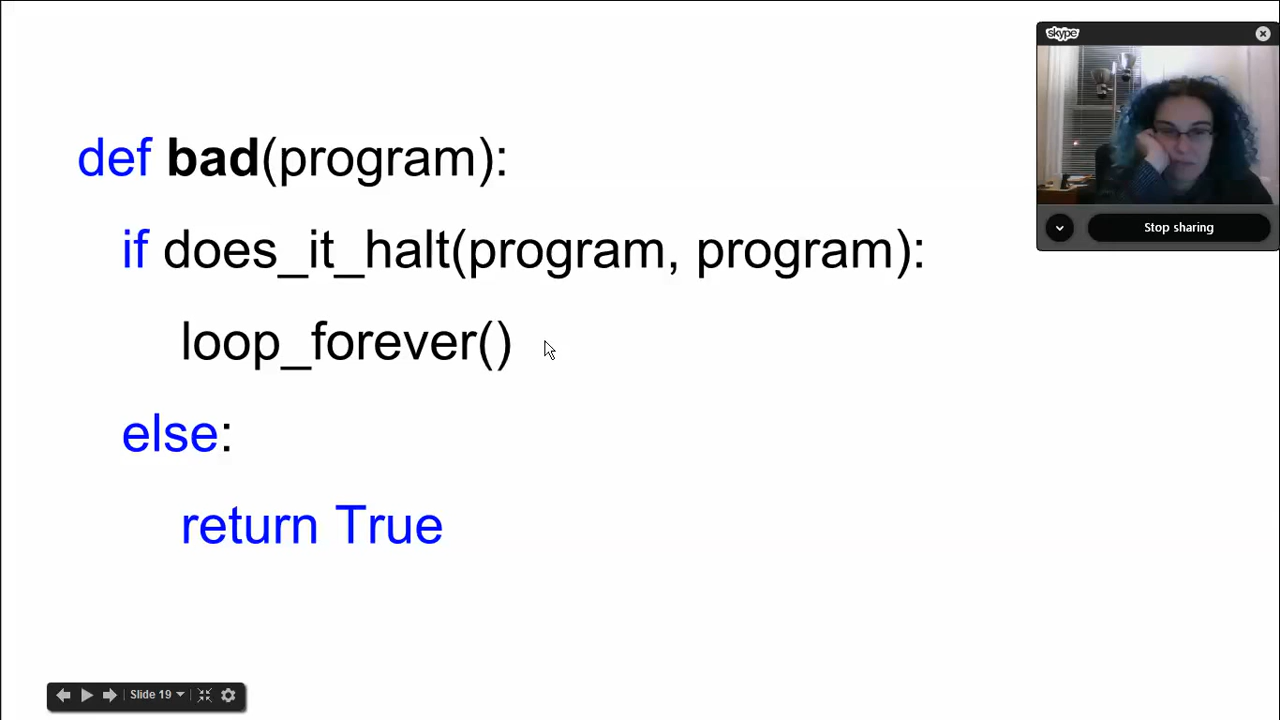 skype
def bad(program):
if does_it_halt(program, program):
Stop sharing
loop_forever()
else:
return True
Slide 19